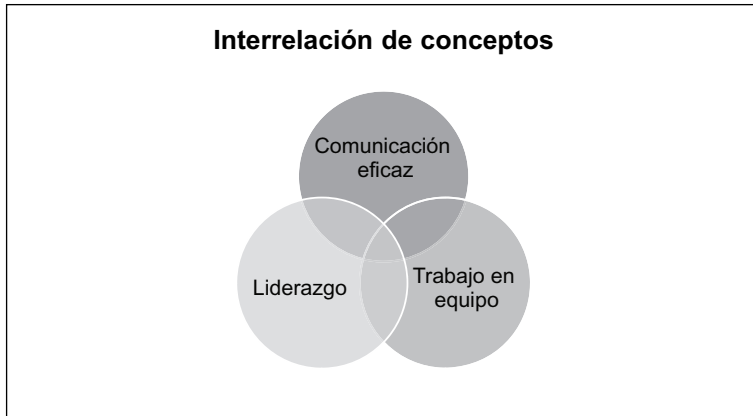 Interrelación de conceptos
Comunicación
eficaz
Liderazgo
Trabajo en
equipo